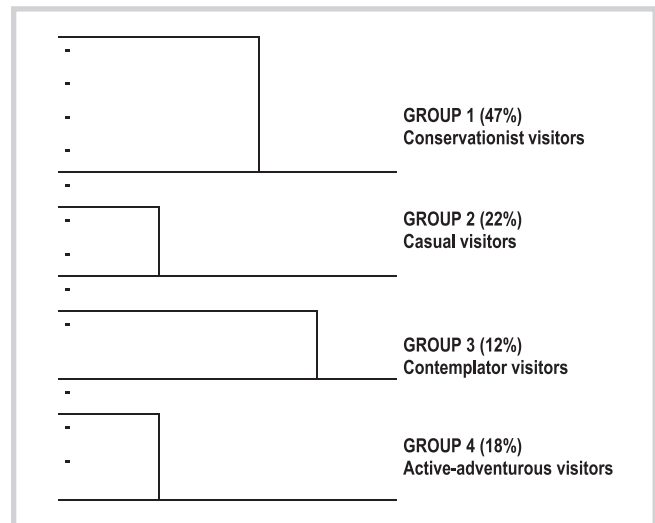 GROUP 1 (47%)
Conservationist visitors
GROUP 2 (22%)
Casual visitors
GROUP 3 (12%)
Contemplator visitors
GROUP 4 (18%)
Active-adventurous visitors